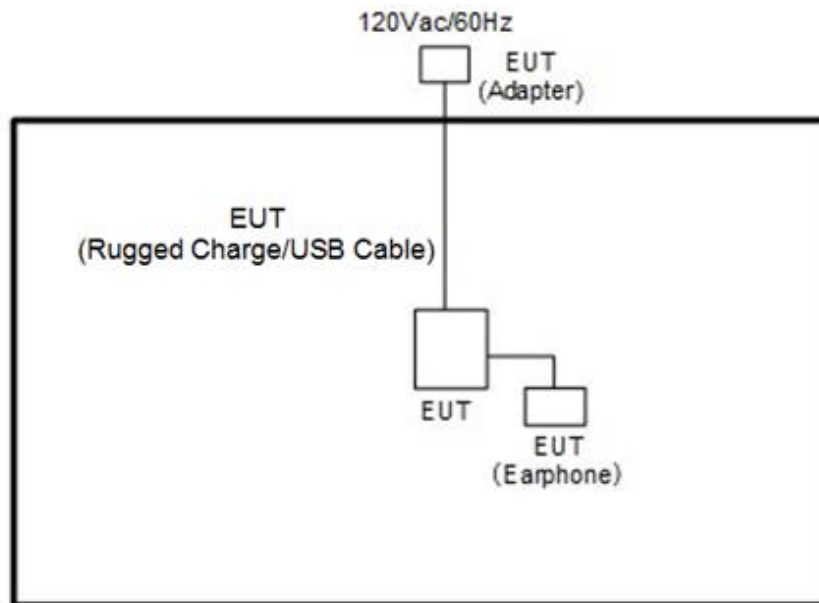 120Vac/60Hz
EUT
(Adapter)
EUT
(Rugged Charge/USB Cable)
EUT
EUT
(Earphone)